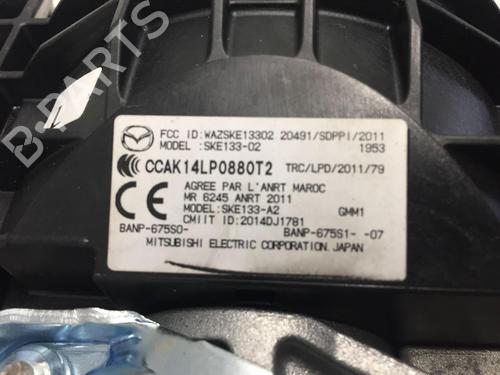 B-PARTS
FCC ID:WAZSKE13302 20491/SDPPI/2011
MODEL :SKE133-02 1953
CCAK14LP0880T2 TRC/LPD/2011/79
CE AGREE PAR L'ANRT MAROC
MR 6245 ANRT 2011
MODEL:SKE133-A2 GMM1
CMIIT ID:2014DJ1781
BANP-675S0- BANP-675S1- -07
MITSUBISHI ELECTRIC CORPORATION.JAPAN